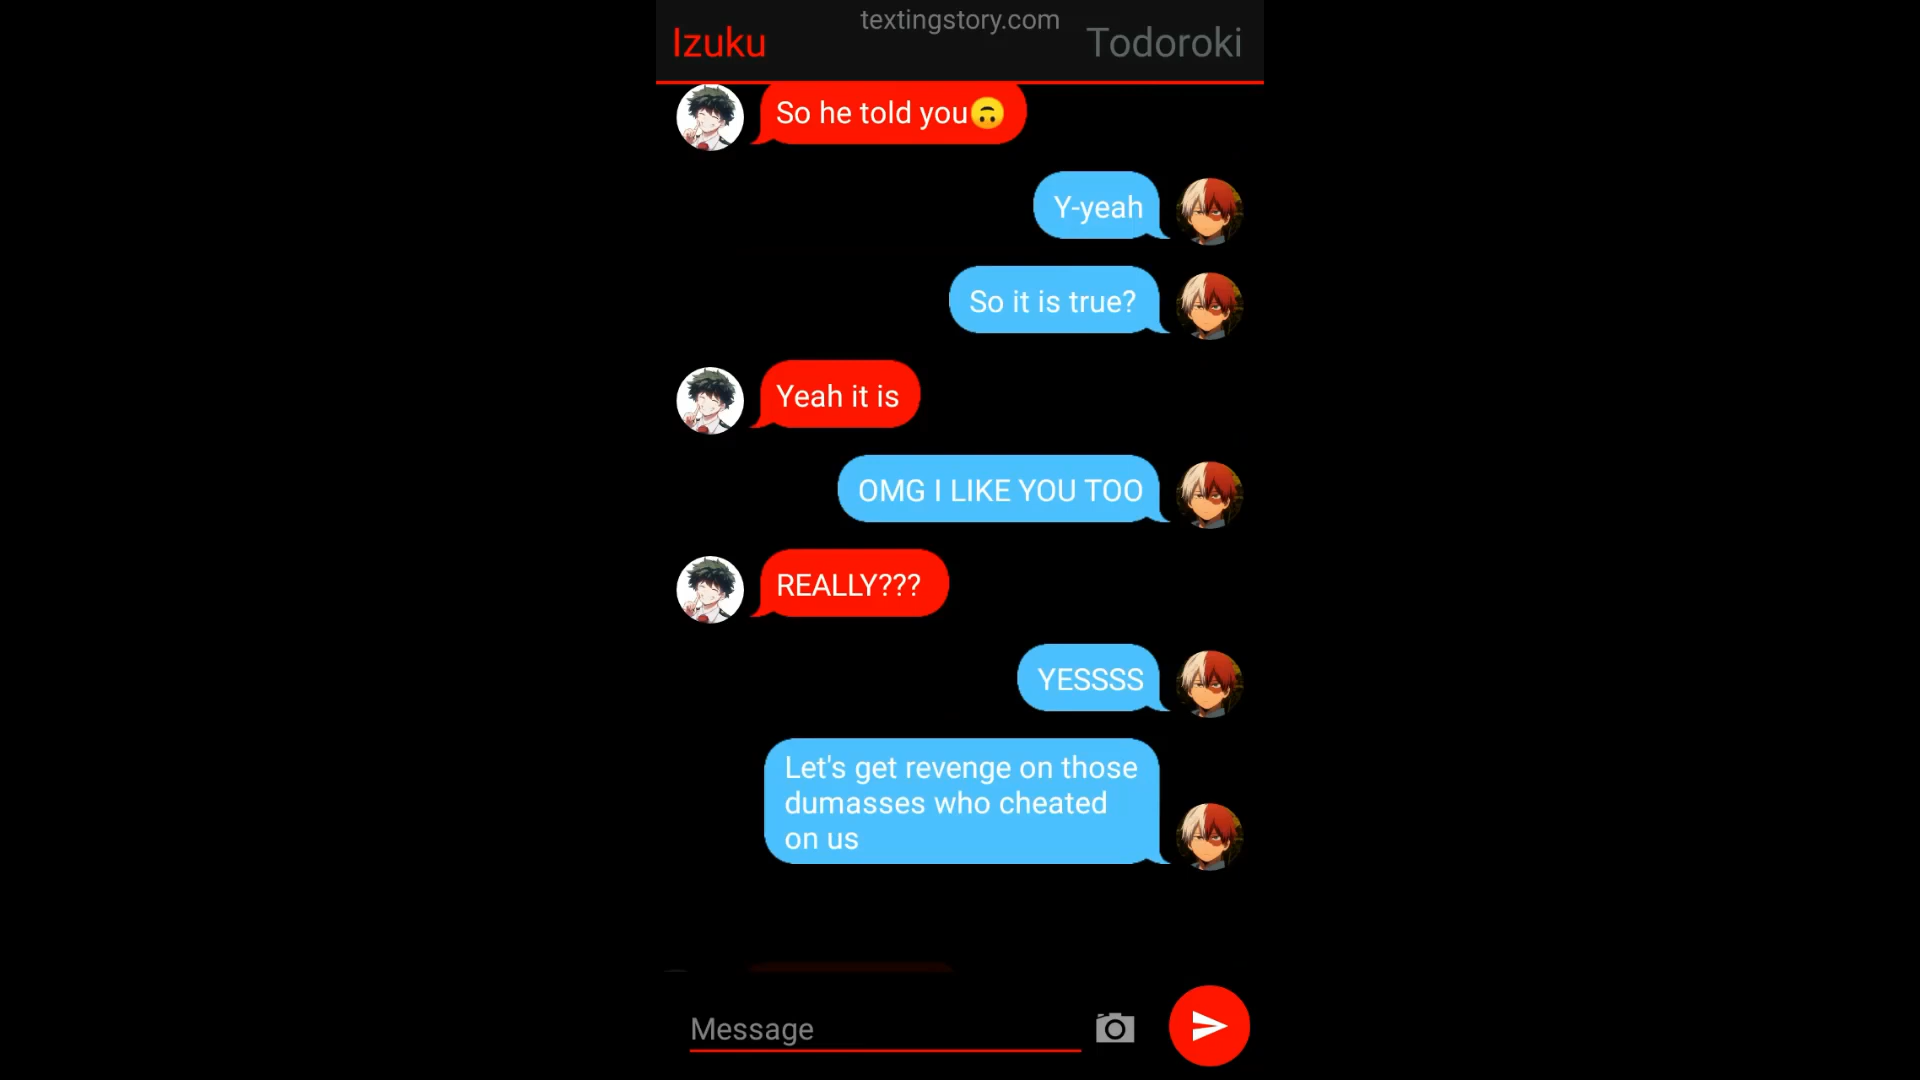 textingstory.com
Izuku
Todoroki
So he told you🙃
Y-yeah
So it is true?
Yeah it is
OMG I LIKE YOU TOO
REALLY???
YESSSS
Let's get revenge on those
dumasses who cheated
on us
Message